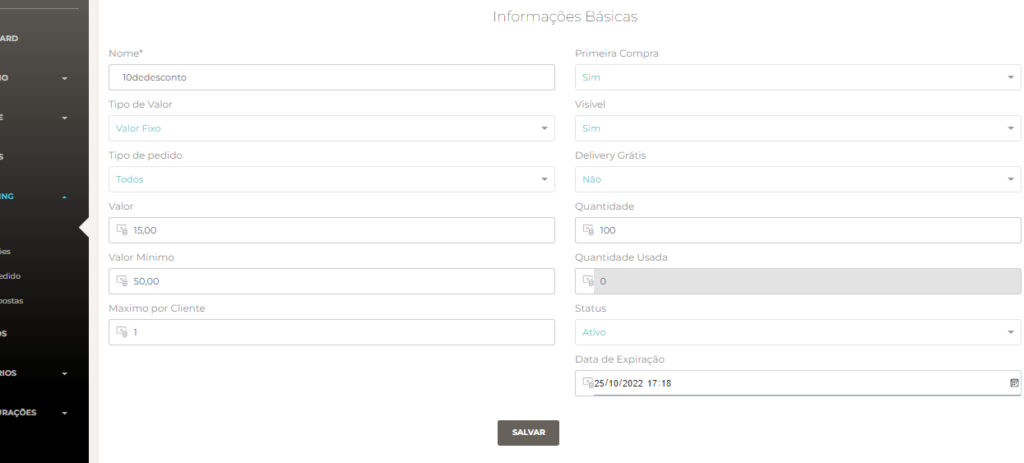 Informações Básicas
ARD
Nome*
Primeira Compra
10dedesconto
Sim
IO
Tipo de Valor
Visível
E
Valor Fixo
Sim
Tipo de pedido
Delivery Grátis
S
Todos
Não
ING
Valor
Quantidade
15,00
100
ões
Valor Mínimo
Quantidade Usada
edido
50,00
0
postas
Maximo por Cliente
Status
1
Ativo
OS
Data de Expiração
RIOS
25/10/2022 17:18
URAÇÕES
SALVAR